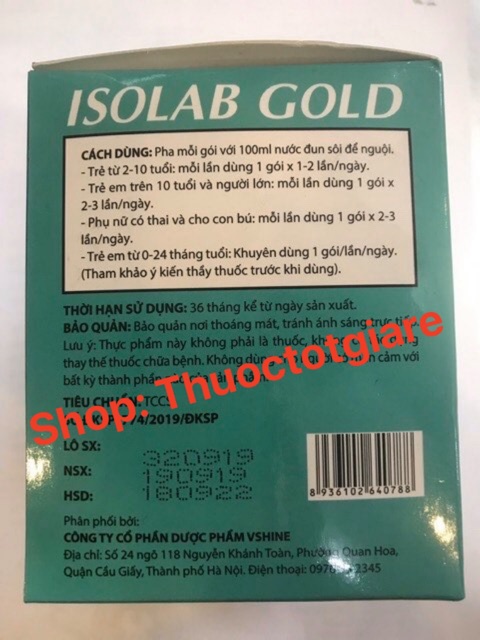 ISOLAB GOLD
CÁCH DÙNG: Pha mỗi gói với 100ml nước đun sôi để nguội.
- Trẻ từ 2-10 tuổi: mỗi lần dùng 1 gói x 1-2 lần/ngày.
- Trẻ em trên 10 tuổi và người lớn: mỗi lần dùng 1 gói x
2-3 lần/ngày.
- Phụ nữ có thai và cho con bú: mỗi lần dùng 1 gói x 2-3
lần/ngày.
- Trẻ em từ 0-24 tháng tuổi: Khuyên dùng 1 gói/lần/ngày.
(Tham khảo ý kiến thầy thuốc trước khi dùng).
THỜI HẠN SỬ DỤNG: 36 tháng kể từ ngày sản xuất.
BẢO QUẢN: Bảo quản nơi thoáng mát, tránh ánh sáng trực tiếp.
Lưu ý: Thực phẩm này không phải là thuốc,
thay thế thuốc chữa bệnh. Không mẫn cảm với
bất kỳ thành phần
TIÊU CHUẨN: TCCS
/4/2019/ĐKSP
Shop: Thuoctotgiare
LÔ SX: 320919
NSX: 190919
HSD: 180922
8 936102 640788
Phân phối bởi:
CÔNG TY CỔ PHẦN DƯỢC PHẨM VSHINE
Địa chỉ: Số 24 ngõ 118 Nguyễn Khánh Toàn, Phường Quan Hoa,
Quận Cầu Giấy, Thành phố Hà Nội. Điện thoại: 2345